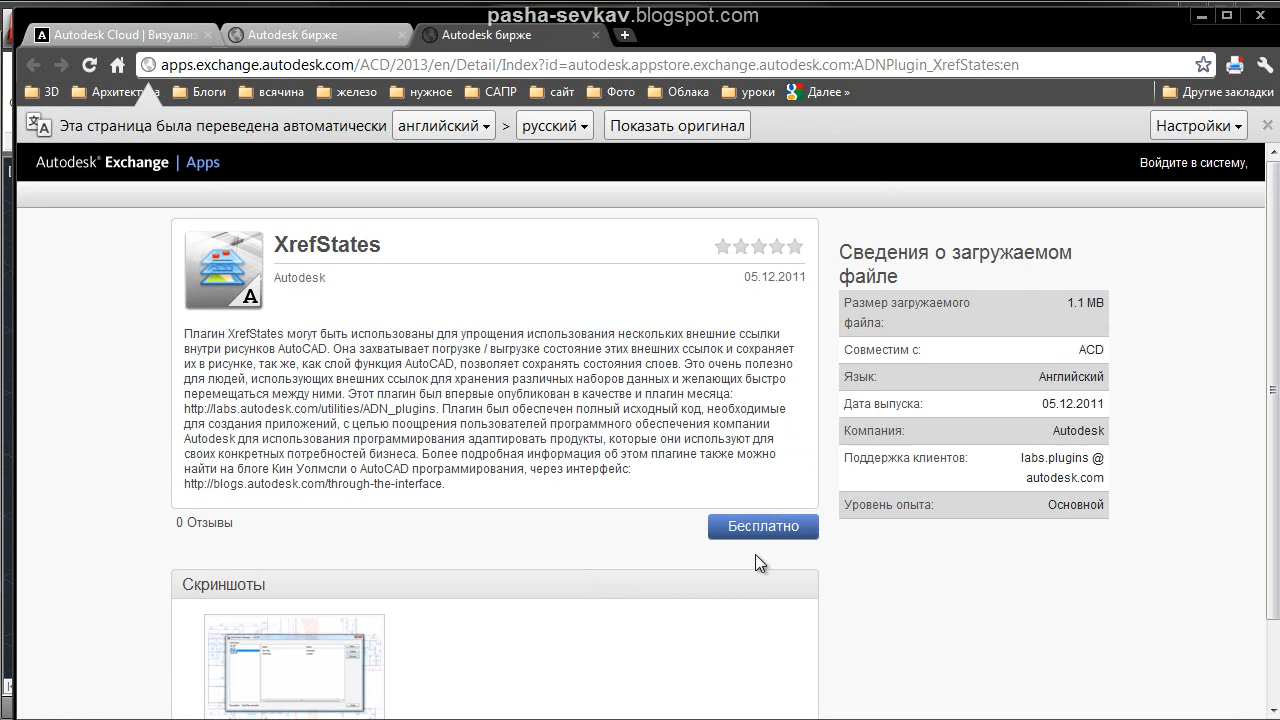 pasha-sevkav.blogspot.com
Autodesk Cloud | Визуализ
Autodesk бирже
Autodesk бирже
apps.exchange.autodesk.com/ACD/2013/en/Detail/Index?id=autodesk.appstore.exchange.autodesk.com:ADNPlugin_XrefStates:en
3D
Блоги
всячина
железо
нужное
САПР
сайт
Фото
Облака
уроки
Далее »
Другие закладки
Эта страница была переведена автоматически
английский
>
русский
Показать оригинал
Настройки
Autodesk® Exchange | Apps
Войдите в систему,
XrefStates
Autodesk
05.12.2011
Плагин XrefStates могут быть использованы для упрощения использования нескольких внешние ссылки
внутри рисунков AutoCAD. Она захватывает погрузке / выгрузке состояние этих внешних ссылок и сохраняет
их в рисунке, так же, как слой функция AutoCAD, позволяет сохранять состояния слоев. Это очень полезно
для людей, использующих внешних ссылок для хранения различных наборов данных и желающих быстро
перемещаться между ними. Этот плагин был впервые опубликован в качестве и плагин месяца:
http://labs.autodesk.com/utilities/ADN_plugins. Плагин был обеспечен полный исходный код, необходимые
для создания приложений, с целью поощрения пользователей программного обеспечения компании
Autodesk для использования программирования адаптировать продукты, которые они используют для
своих конкретных потребностей бизнеса. Более подробная информация об этом плагине также можно
найти на блоге Кин Уолмсли о AutoCAD программирования, через интерфейс:
http://blogs.autodesk.com/through-the-interface.
0 Отзывы
Бесплатно
Скриншоты
Сведения о загружаемом
файле
Размер загружаемого
файла:
1.1 MB
Совместим с:
ACD
Язык:
Английский
Дата выпуска:
05.12.2011
Компания:
Autodesk
Поддержка клиентов:
labs.plugins @
autodesk.com
Уровень опыта:
Основной